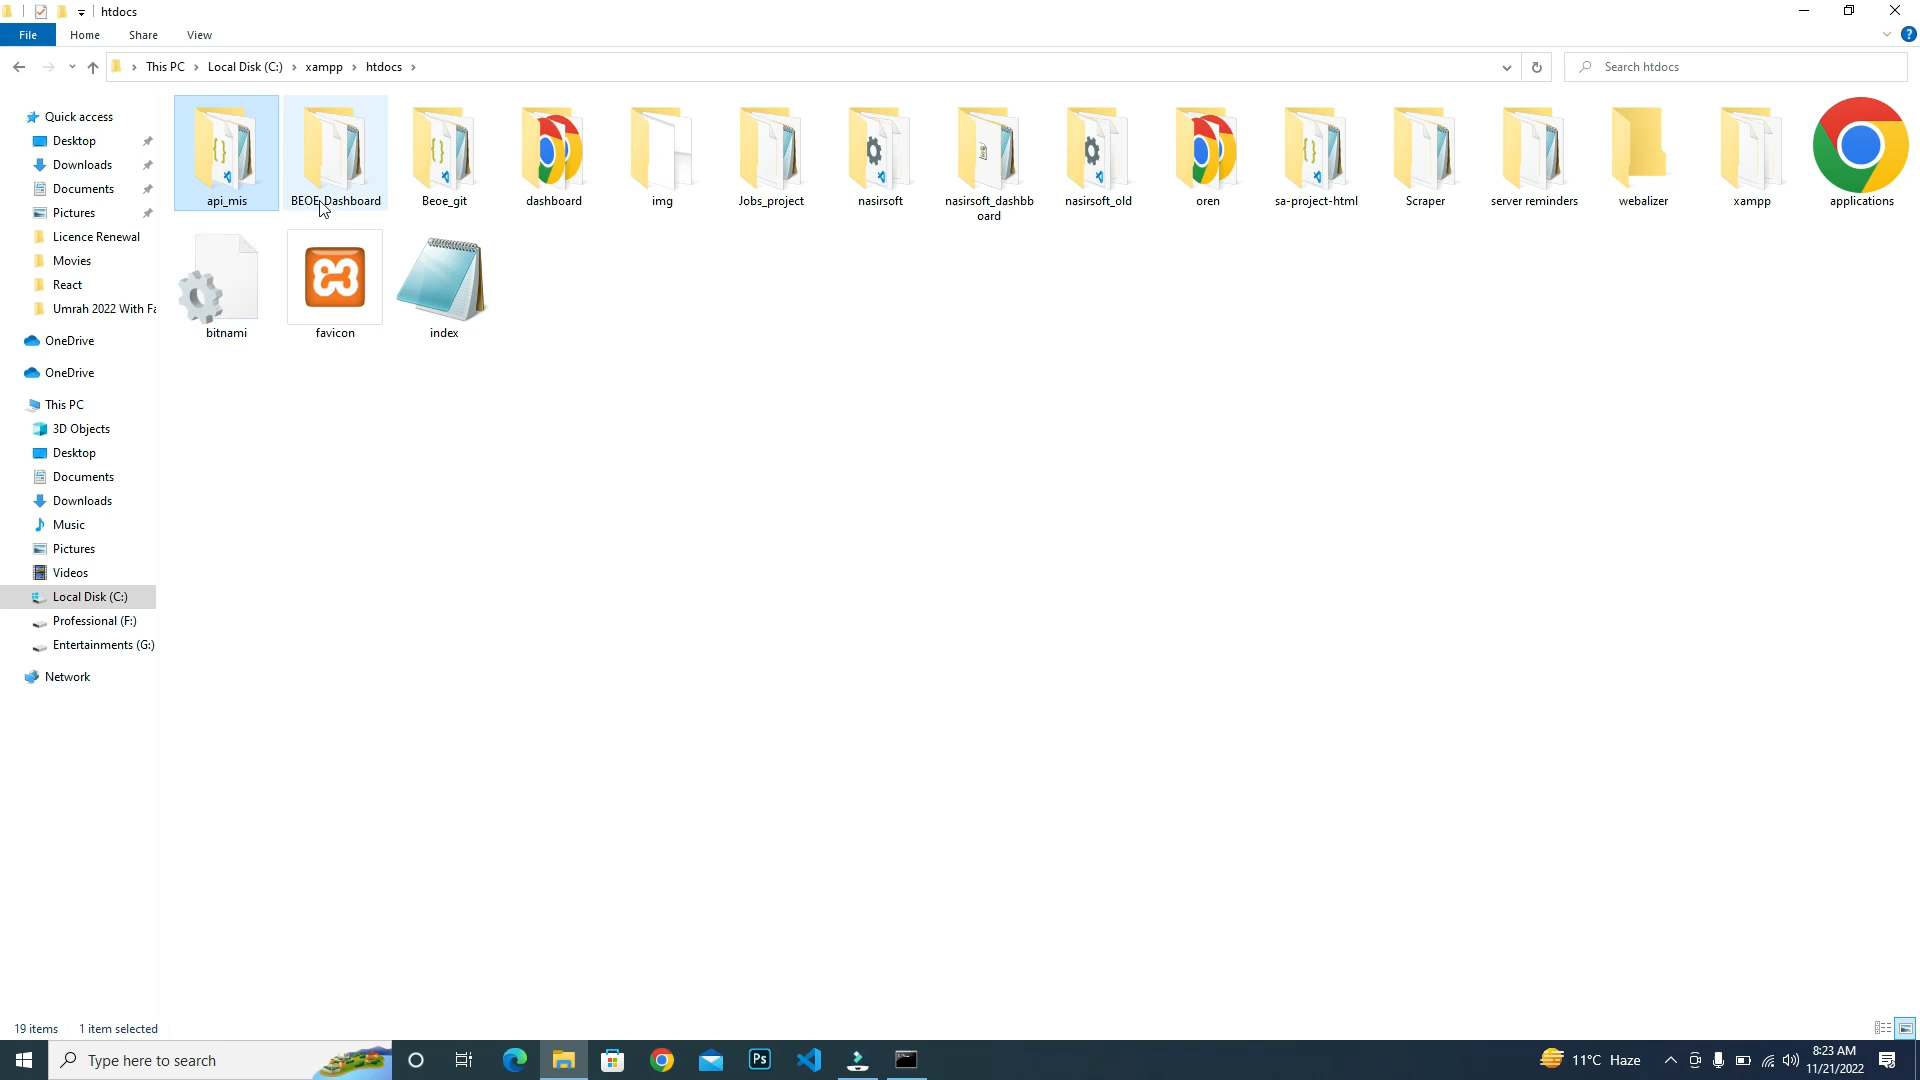 htdocs
File Home Share View
This PC Local Disk (C:) xampp htdocs
Search htdocs
Quick access
Desktop
Downloads
Documents
Pictures
Licence Renewal
Movies
React
Umrah 2022 With Fa
OneDrive
OneDrive
This PC
3D Objects
Desktop
Documents
Downloads
Music
Pictures
Videos
Local Disk (C:)
Professional (F:)
Entertainments (G:)
Network
api_mis
BEOE_Dashboard
Beoe_git
dashboard
img
Jobs_project
nasirsoft
nasirsoft_dashbb
oard
nasirsoft_old
oren
sa-project-html
Scraper
server reminders
webalizer
xampp
applications
bitnami
favicon
index
19 items 1 item selected
Type here to search
Ps
11°C Haze
8:23 AM
11/21/2022